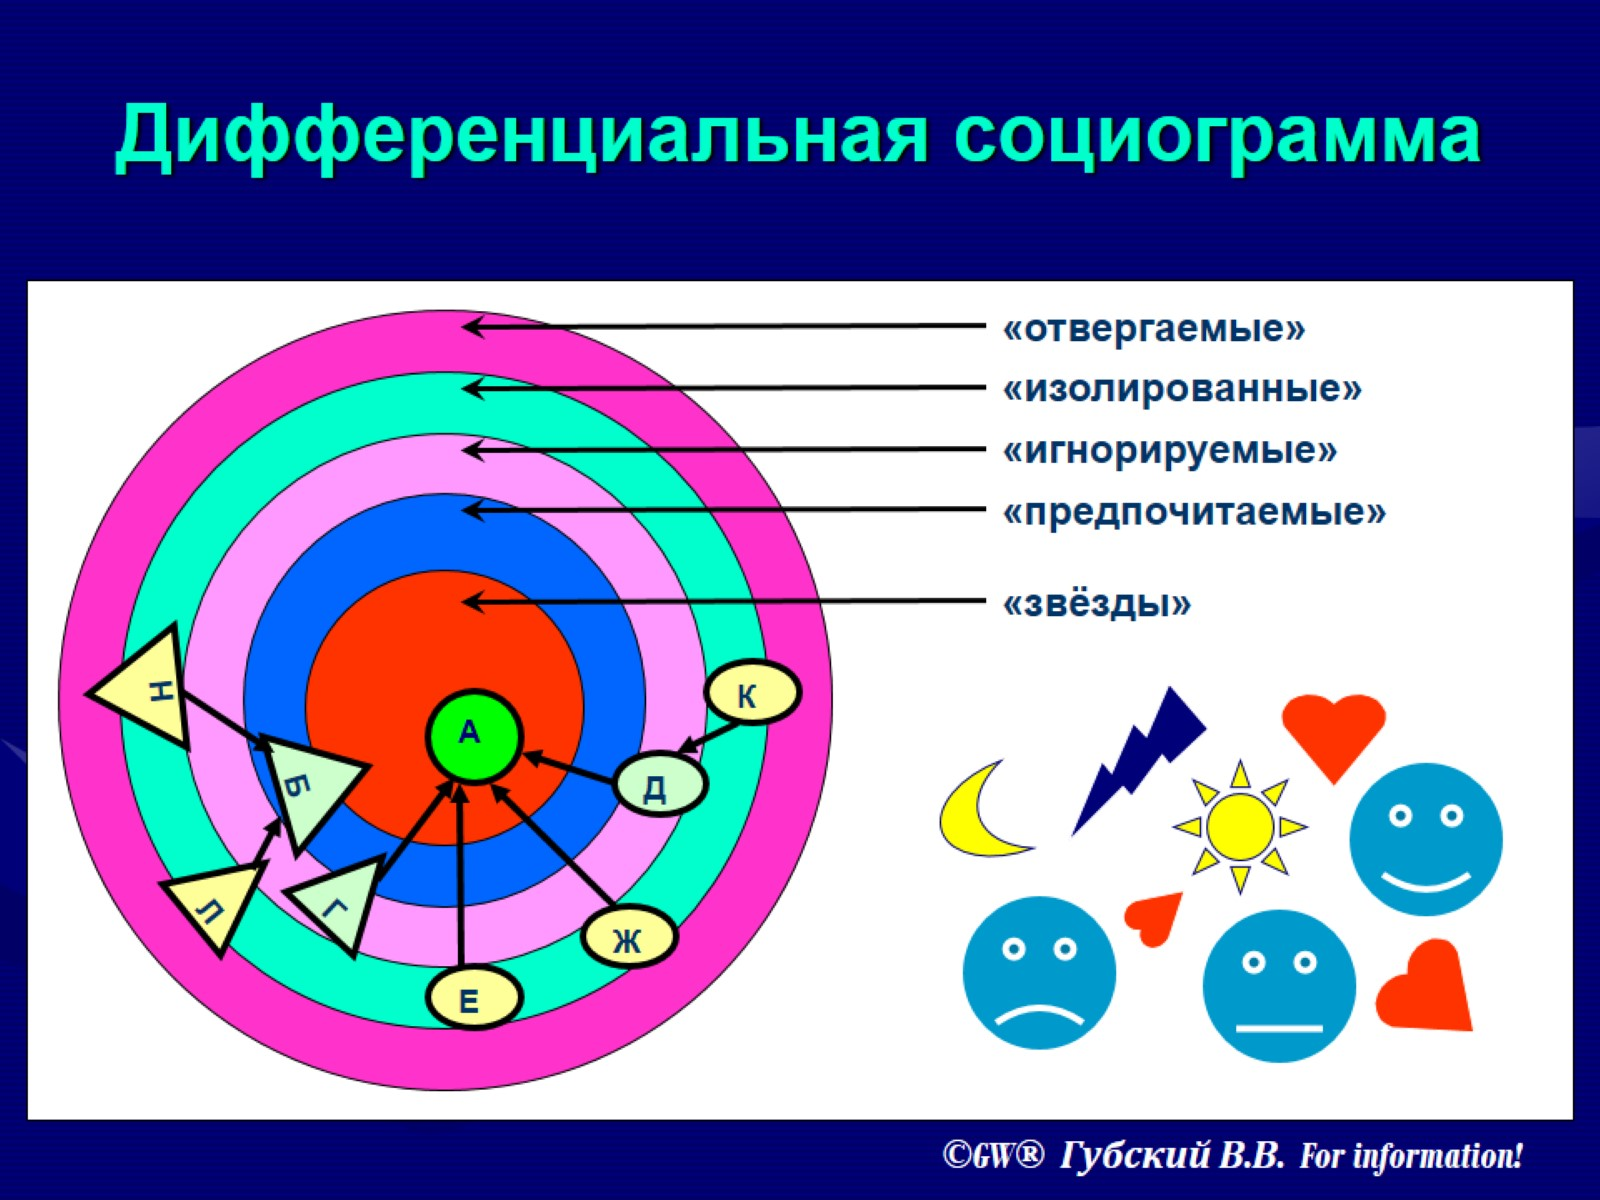 Дифференциальная социограмма
«отвергаемые»
«изолированные»
«игнорируемые»
«предпочитаемые»
«звёзды»
Н
К
А
Б
Д
Л
Г
Ж
Е
©GW® Губский В.В. For information!